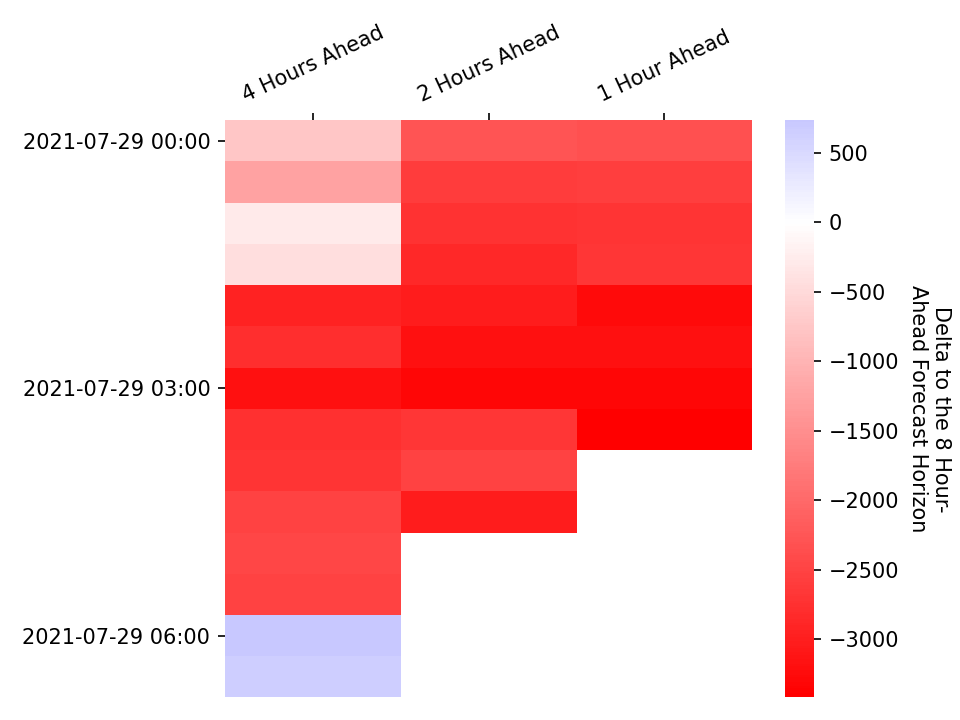 4 Hours Ahead
2 Hours Ahead
1 Hour Ahead
2021-07-29 00:00
2021-07-29 03:00
2021-07-29 06:00
500
0
−500
−1000
−1500
−2000
−2500
−3000
Delta to the 8 Hour-
Ahead Forecast Horizon